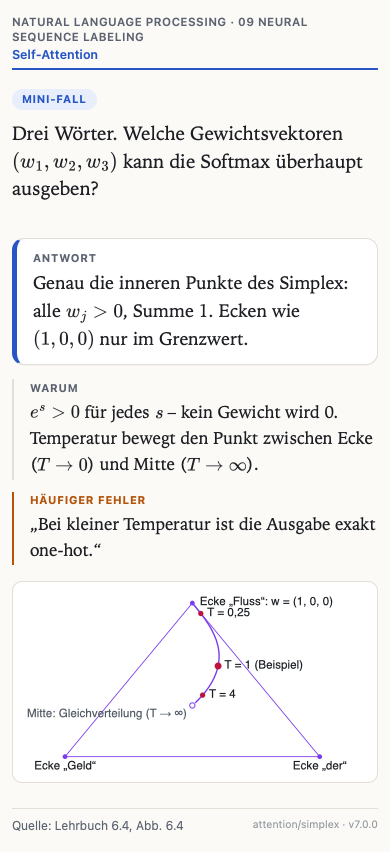 NATURAL LANGUAGE PROCESSING · 09 NEURAL
SEQUENCE LABELING
Self-Attention
MINI-FALL
Drei Wörter. Welche Gewichtsvektoren
(w₁, w₂, w₃) kann die Softmax überhaupt
ausgeben?
ANTWORT
Genau die inneren Punkte des Simplex:
alle wⱼ > 0, Summe 1. Ecken wie
(1, 0, 0) nur im Grenzwert.
WARUM
eˢ > 0 für jedes s – kein Gewicht wird 0.
Temperatur bewegt den Punkt zwischen Ecke
(T → 0) und Mitte (T → ∞).
HÄUFIGER FEHLER
„Bei kleiner Temperatur ist die Ausgabe exakt
one-hot.“
Ecke „Fluss“: w = (1, 0, 0)
T = 0,25
T = 1 (Beispiel)
T = 4
Mitte: Gleichverteilung (T → ∞)
Ecke „Geld“
Ecke „der“
Quelle: Lehrbuch 6.4, Abb. 6.4
attention/simplex · v7.0.0